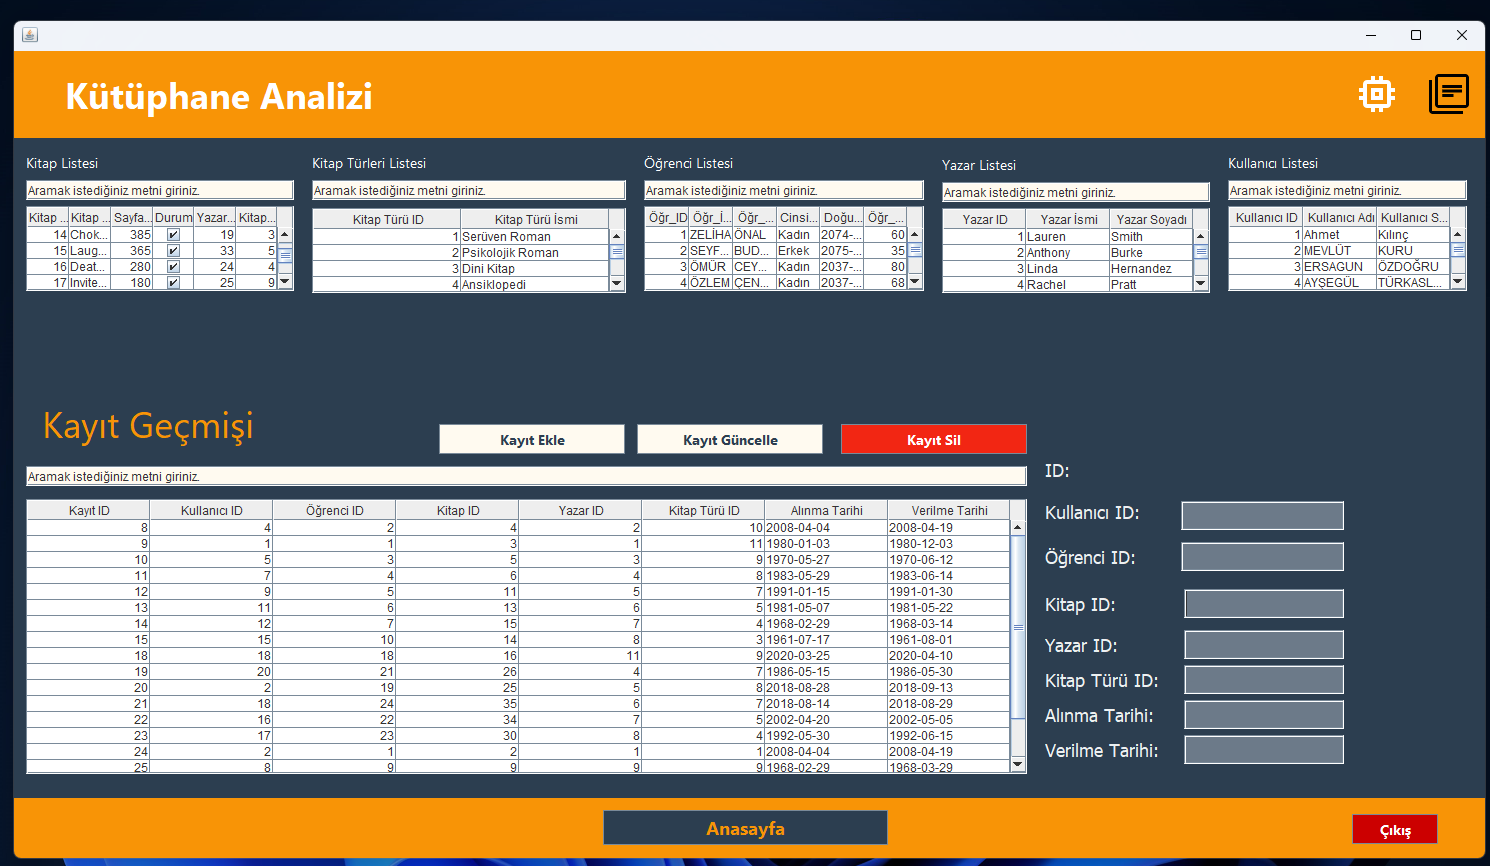 Kütüphane Analizi
Kitap Listesi
Aramak istediğiniz metni giriniz.
Kitap ... Kitap ... Sayfa... Durum Yazar... Kitap...
14 Chok... 385 19 3
15 Laug... 365 33 5
16 Deat... 280 24 4
17 Invite... 180 25 9
Kitap Türleri Listesi
Aramak istediğiniz metni giriniz.
Kitap Türü ID Kitap Türü İsmi
1 Serüven Roman
2 Psikolojik Roman
3 Dini Kitap
4 Ansiklopedi
Öğrenci Listesi
Aramak istediğiniz metni giriniz.
Öğr_ID Öğr_İ... Öğr_... Cinsi... Doğu... Öğr_...
1 ZELİHA ÖNAL Kadın 2074-... 60
2 SEYF... BUD... Erkek 2075-... 35
3 ÖMÜR CEY... Kadın 2037-... 80
4 ÖZLEM ÇEN... Kadın 2037-... 68
Yazar Listesi
Aramak istediğiniz metni giriniz.
Yazar ID Yazar İsmi Yazar Soyadı
1 Lauren Smith
2 Anthony Burke
3 Linda Hernandez
4 Rachel Pratt
Kullanıcı Listesi
Aramak istediğiniz metni giriniz.
Kullanıcı ID Kullanıcı Adı Kullanıcı S...
1 Ahmet Kılınç
2 MEVLÜT KURU
3 ERSAGUN ÖZDOĞRU
4 AYŞEGÜL TÜRKASL...
Kayıt Geçmişi
Kayıt Ekle
Kayıt Güncelle
Kayıt Sil
Aramak istediğiniz metni giriniz.
Kayıt ID Kullanıcı ID Öğrenci ID Kitap ID Yazar ID Kitap Türü ID Alınma Tarihi Verilme Tarihi
8 4 2 4 2 10 2008-04-04 2008-04-19
9 1 1 3 1 11 1980-01-03 1980-12-03
10 5 3 5 3 9 1970-05-27 1970-06-12
11 7 4 6 4 8 1983-05-29 1983-06-14
12 9 5 11 5 7 1991-01-15 1991-01-30
13 11 6 13 6 5 1981-05-07 1981-05-22
14 12 7 15 7 4 1968-02-29 1968-03-14
15 15 10 14 8 3 1961-07-17 1961-08-01
18 18 18 16 11 9 2020-03-25 2020-04-10
19 20 21 26 4 7 1986-05-15 1986-05-30
20 2 19 25 5 8 2018-08-28 2018-09-13
21 18 24 35 6 7 2018-08-14 2018-08-29
22 16 22 34 7 5 2002-04-20 2002-05-05
23 17 23 30 8 4 1992-05-30 1992-06-15
24 2 1 2 1 1 2008-04-04 2008-04-19
25 8 9 9 9 9 1968-02-29 1968-03-29
ID:
Kullanıcı ID:
Öğrenci ID:
Kitap ID:
Yazar ID:
Kitap Türü ID:
Alınma Tarihi:
Verilme Tarihi:
Anasayfa
Çıkış